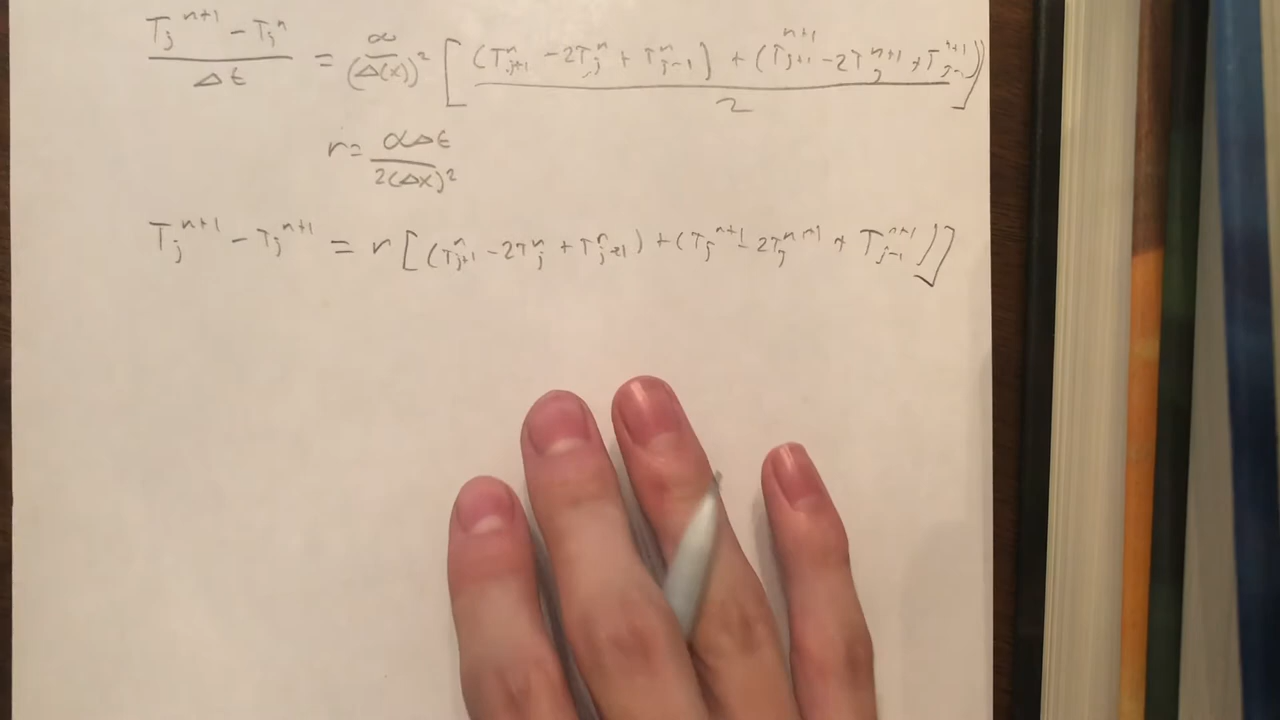 (T_j^{n+1} - T_j^n) / Δt = α/(Δ(x))^2 [ ((T_{j+1}^n - 2T_j^n + T_{j-1}^n) + (T_{j+1}^{n+1} - 2T_j^{n+1} + T_{j-1}^{n+1})) / 2 ]
r = αΔt / 2(Δx)^2
T_j^{n+1} - T_j^{n+1} = r [ (T_{j+1}^n - 2T_j^n + T_{j-1}^n) + (T_j^{n+1} - 2T_j^{n+1} + T_{j-1}^{n+1}) ]